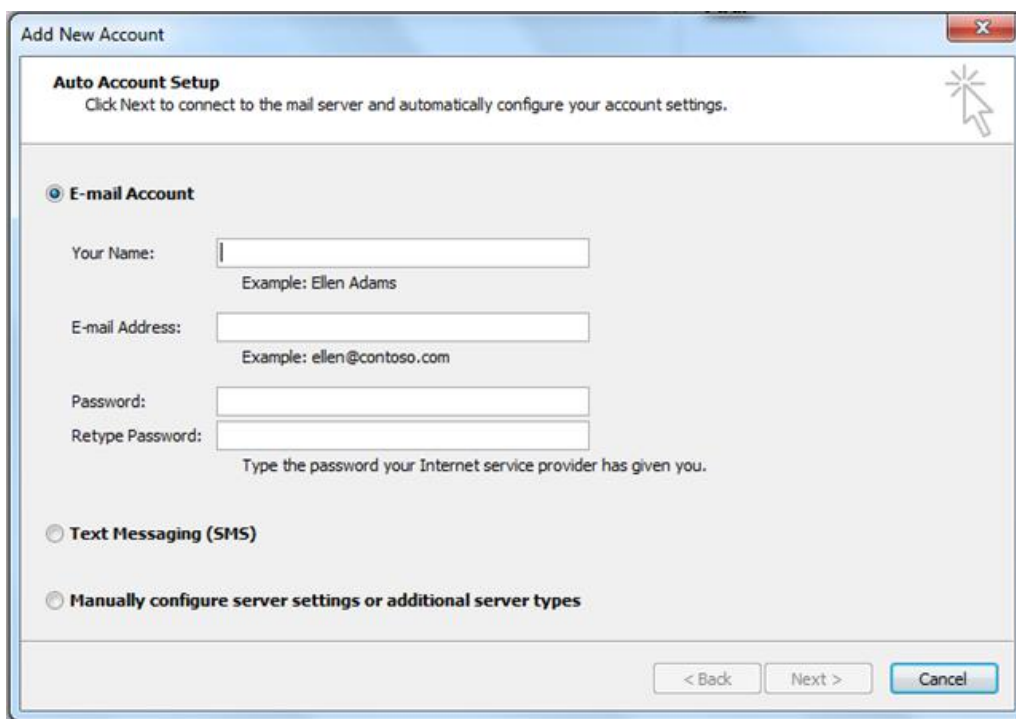 Add New Account
Auto Account Setup
Click Next to connect to the mail server and automatically configure your account settings.
E-mail Account
Your Name:
Example: Ellen Adams
E-mail Address:
Example: ellen@contoso.com
Password:
Retype Password:
Type the password your Internet service provider has given you.
Text Messaging (SMS)
Manually configure server settings or additional server types
< Back Next > Cancel